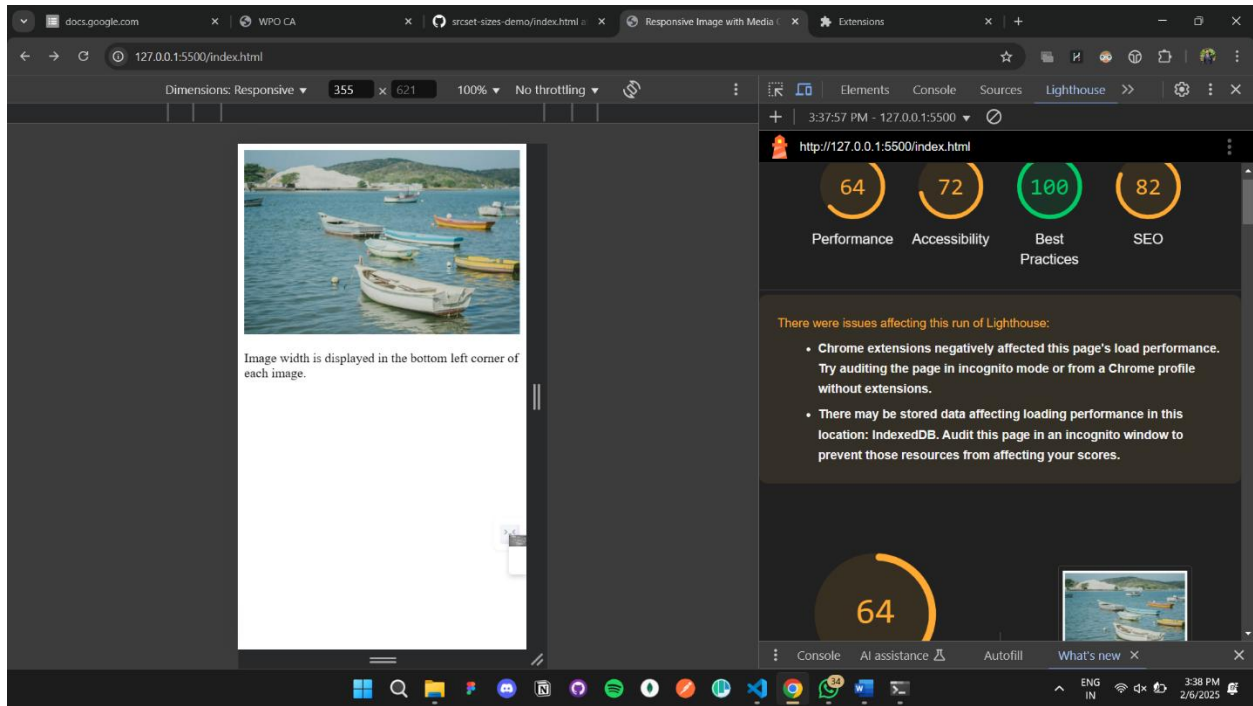 docs.google.com
WPO CA
srcset-sizes-demo/index.html a
Responsive Image with Media
Extensions
127.0.0.1:5500/index.html
Dimensions: Responsive 355 x 621 100% No throttling
Elements Console Sources Lighthouse
3:37:57 PM - 127.0.0.1:5500
http://127.0.0.1:5500/index.html
64 72 100 82
Performance Accessibility Best Practices SEO
There were issues affecting this run of Lighthouse:
• Chrome extensions negatively affected this page's load performance.
Try auditing the page in incognito mode or from a Chrome profile
without extensions.
• There may be stored data affecting loading performance in this
location: IndexedDB. Audit this page in an incognito window to
prevent those resources from affecting your scores.
Image width is displayed in the bottom left corner of
each image.
64
Console AI assistance Autofill What's new
34
ENG
IN
3:38 PM
2/6/2025